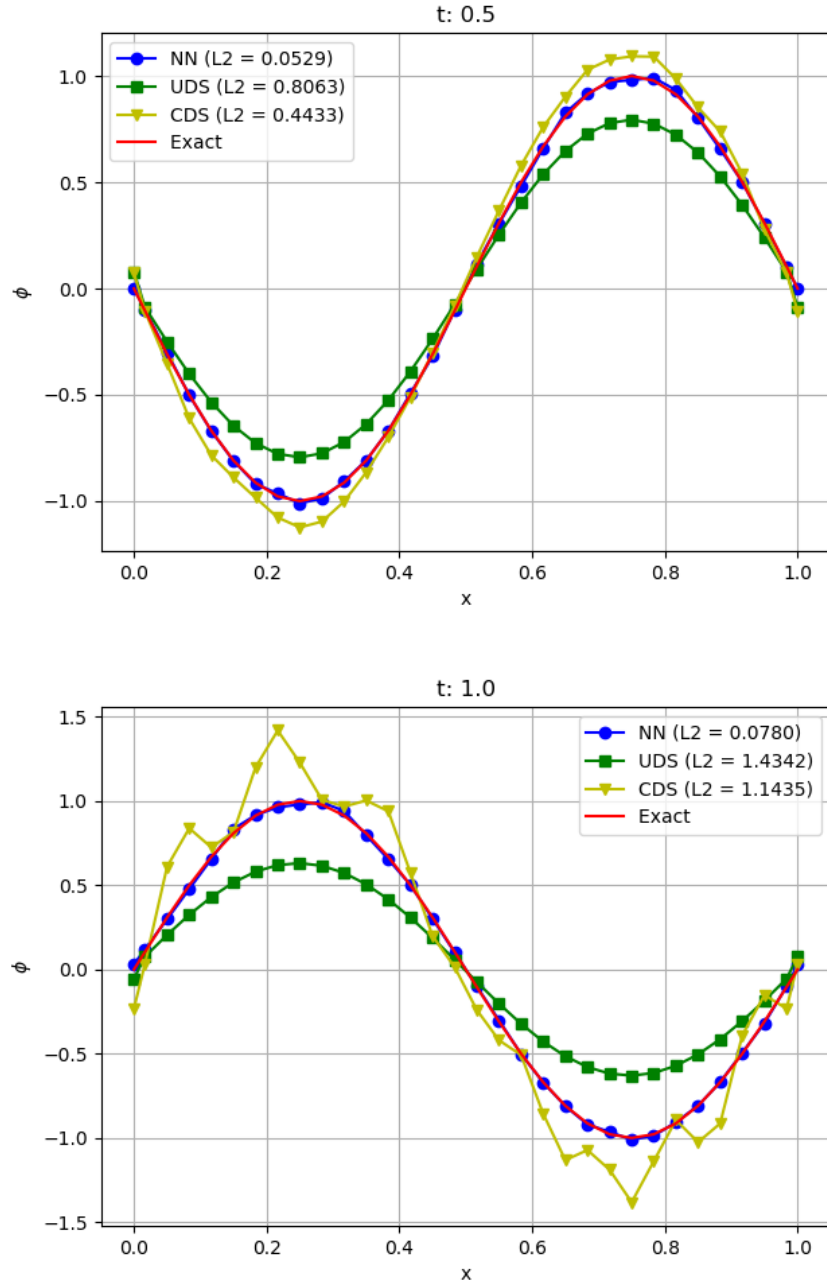 t: 0.5
NN (L2 = 0.0529)
UDS (L2 = 0.8063)
CDS (L2 = 0.4433)
Exact
1.0
0.5
0.0
−0.5
−1.0
ϕ
0.0 0.2 0.4 0.6 0.8 1.0
x
t: 1.0
NN (L2 = 0.0780)
UDS (L2 = 1.4342)
CDS (L2 = 1.1435)
Exact
1.5
1.0
0.5
0.0
−0.5
−1.0
−1.5
ϕ
0.0 0.2 0.4 0.6 0.8 1.0
x